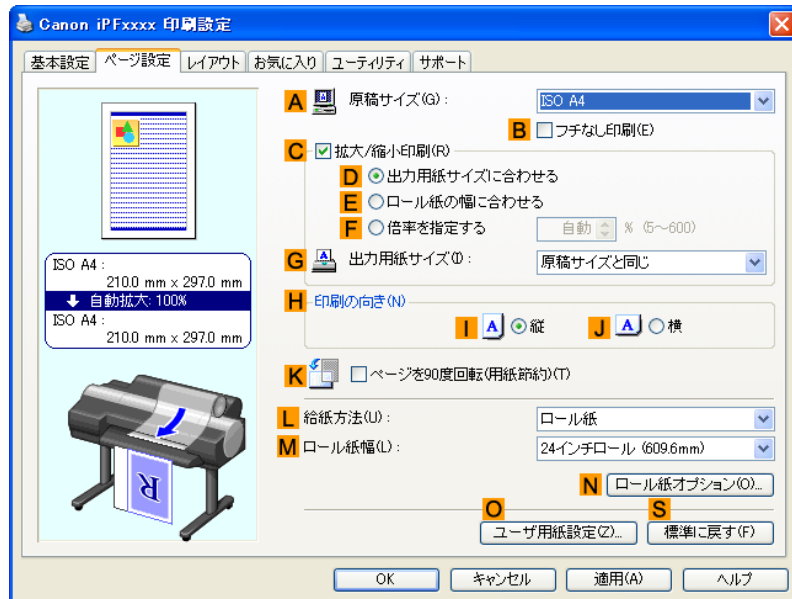 Canon iPFxxxx 印刷設定
基本設定 ページ設定 レイアウト お気に入り ユーティリティ サポート
A 原稿サイズ(G) : ISO A4
B フチなし印刷(E)
C 拡大/縮小印刷(R)
D 出力用紙サイズに合わせる
E ロール紙の幅に合わせる
F 倍率を指定する 自動 % (5～600)
G 出力用紙サイズ(I) : 原稿サイズと同じ
ISO A4 :
210.0 mm x 297.0 mm
自動拡大: 100%
ISO A4 :
210.0 mm x 297.0 mm
H 印刷の向き(N)
I A 縦 J A 横
K ページを90度回転(用紙節約)(T)
L 給紙方法(U) : ロール紙
M ロール紙幅(L) : 24インチロール (609.6mm)
R
N ロール紙オプション(O)...
O S
ユーザ用紙設定(Z)... 標準に戻す(F)
OK キャンセル 適用(A) ヘルプ